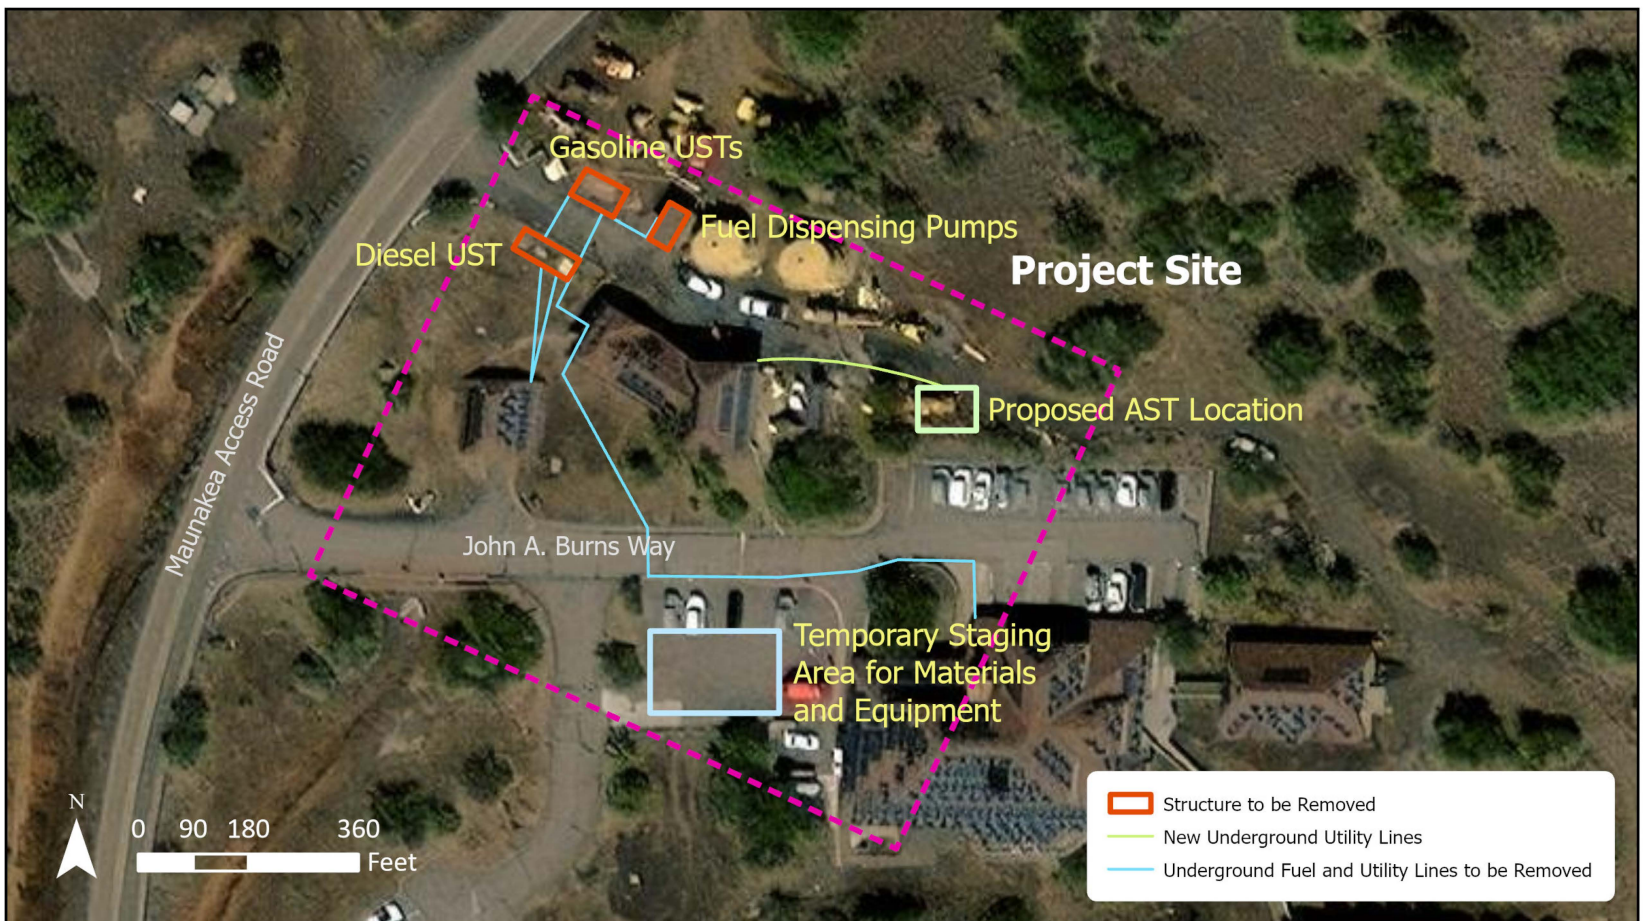 Gasoline USTs
Fuel Dispensing Pumps
Diesel UST
Project Site
Maunakea Access Road
Proposed AST Location
John A. Burns Way
Temporary Staging
Area for Materials
and Equipment
N
0 90 180 360
Feet
Structure to be Removed
New Underground Utility Lines
Underground Fuel and Utility Lines to be Removed